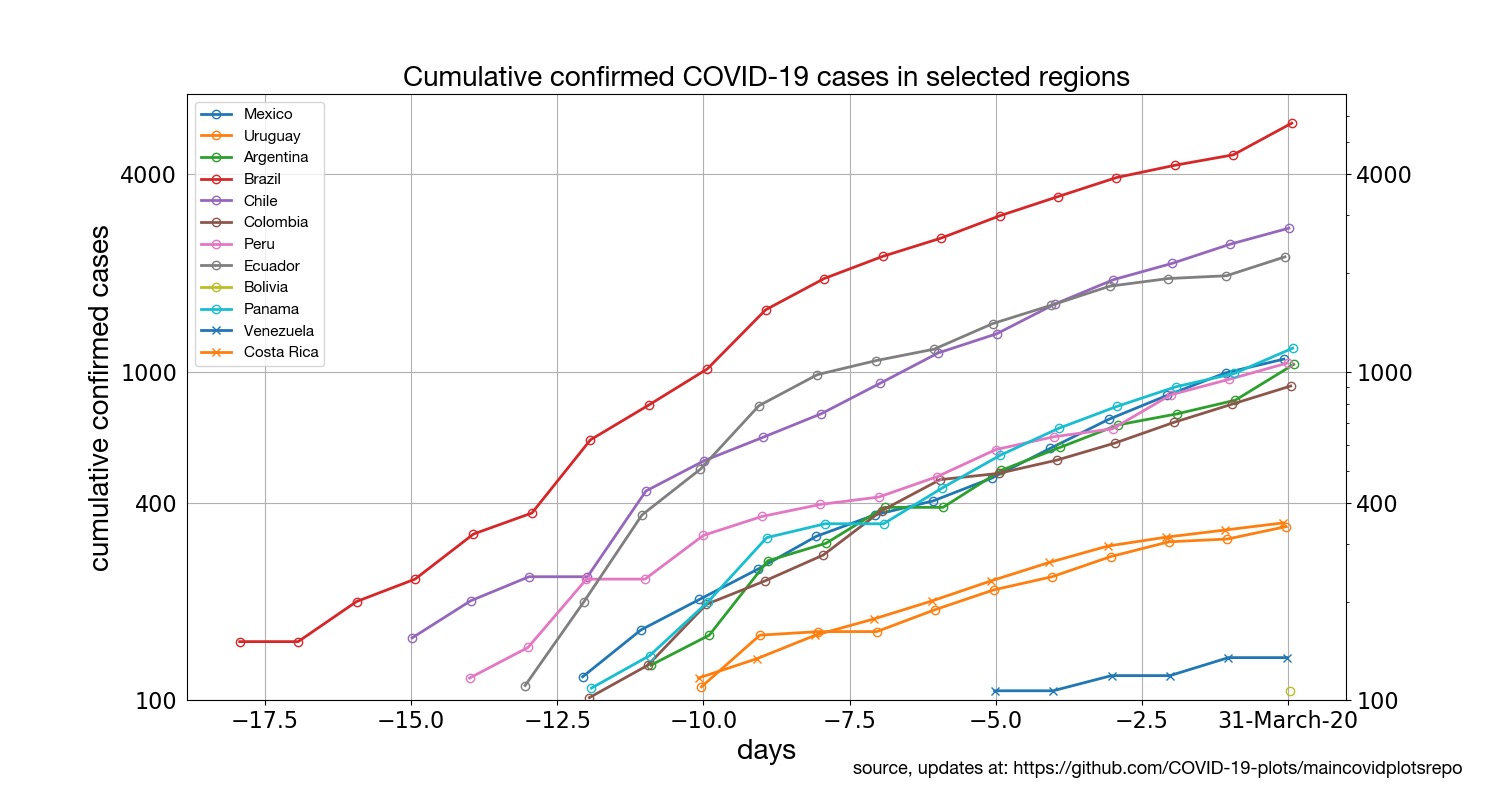 Cumulative confirmed COVID-19 cases in selected regions
Mexico
Uruguay
Argentina
Brazil
Chile
Colombia
Peru
Ecuador
Bolivia
Panama
Venezuela
Costa Rica
cumulative confirmed cases
4000
1000
400
100
4000
1000
400
100
−17.5 −15.0 −12.5 −10.0 −7.5 −5.0 −2.5 31-March-20
days
source, updates at: https://github.com/COVID-19-plots/maincovidplotsrepo